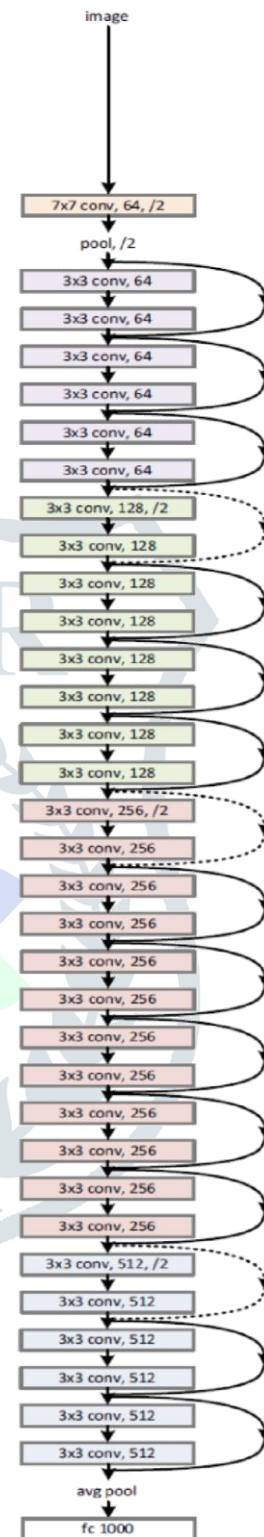 image
7x7 conv, 64, /2
pool, /2
3x3 conv, 64
3x3 conv, 64
3x3 conv, 64
3x3 conv, 64
3x3 conv, 64
3x3 conv, 64
3x3 conv, 128, /2
3x3 conv, 128
3x3 conv, 128
3x3 conv, 128
3x3 conv, 128
3x3 conv, 128
3x3 conv, 128
3x3 conv, 128
3x3 conv, 256, /2
3x3 conv, 256
3x3 conv, 256
3x3 conv, 256
3x3 conv, 256
3x3 conv, 256
3x3 conv, 256
3x3 conv, 256
3x3 conv, 256
3x3 conv, 256
3x3 conv, 256
3x3 conv, 256
3x3 conv, 512, /2
3x3 conv, 512
3x3 conv, 512
3x3 conv, 512
3x3 conv, 512
3x3 conv, 512
avg pool
fc 1000